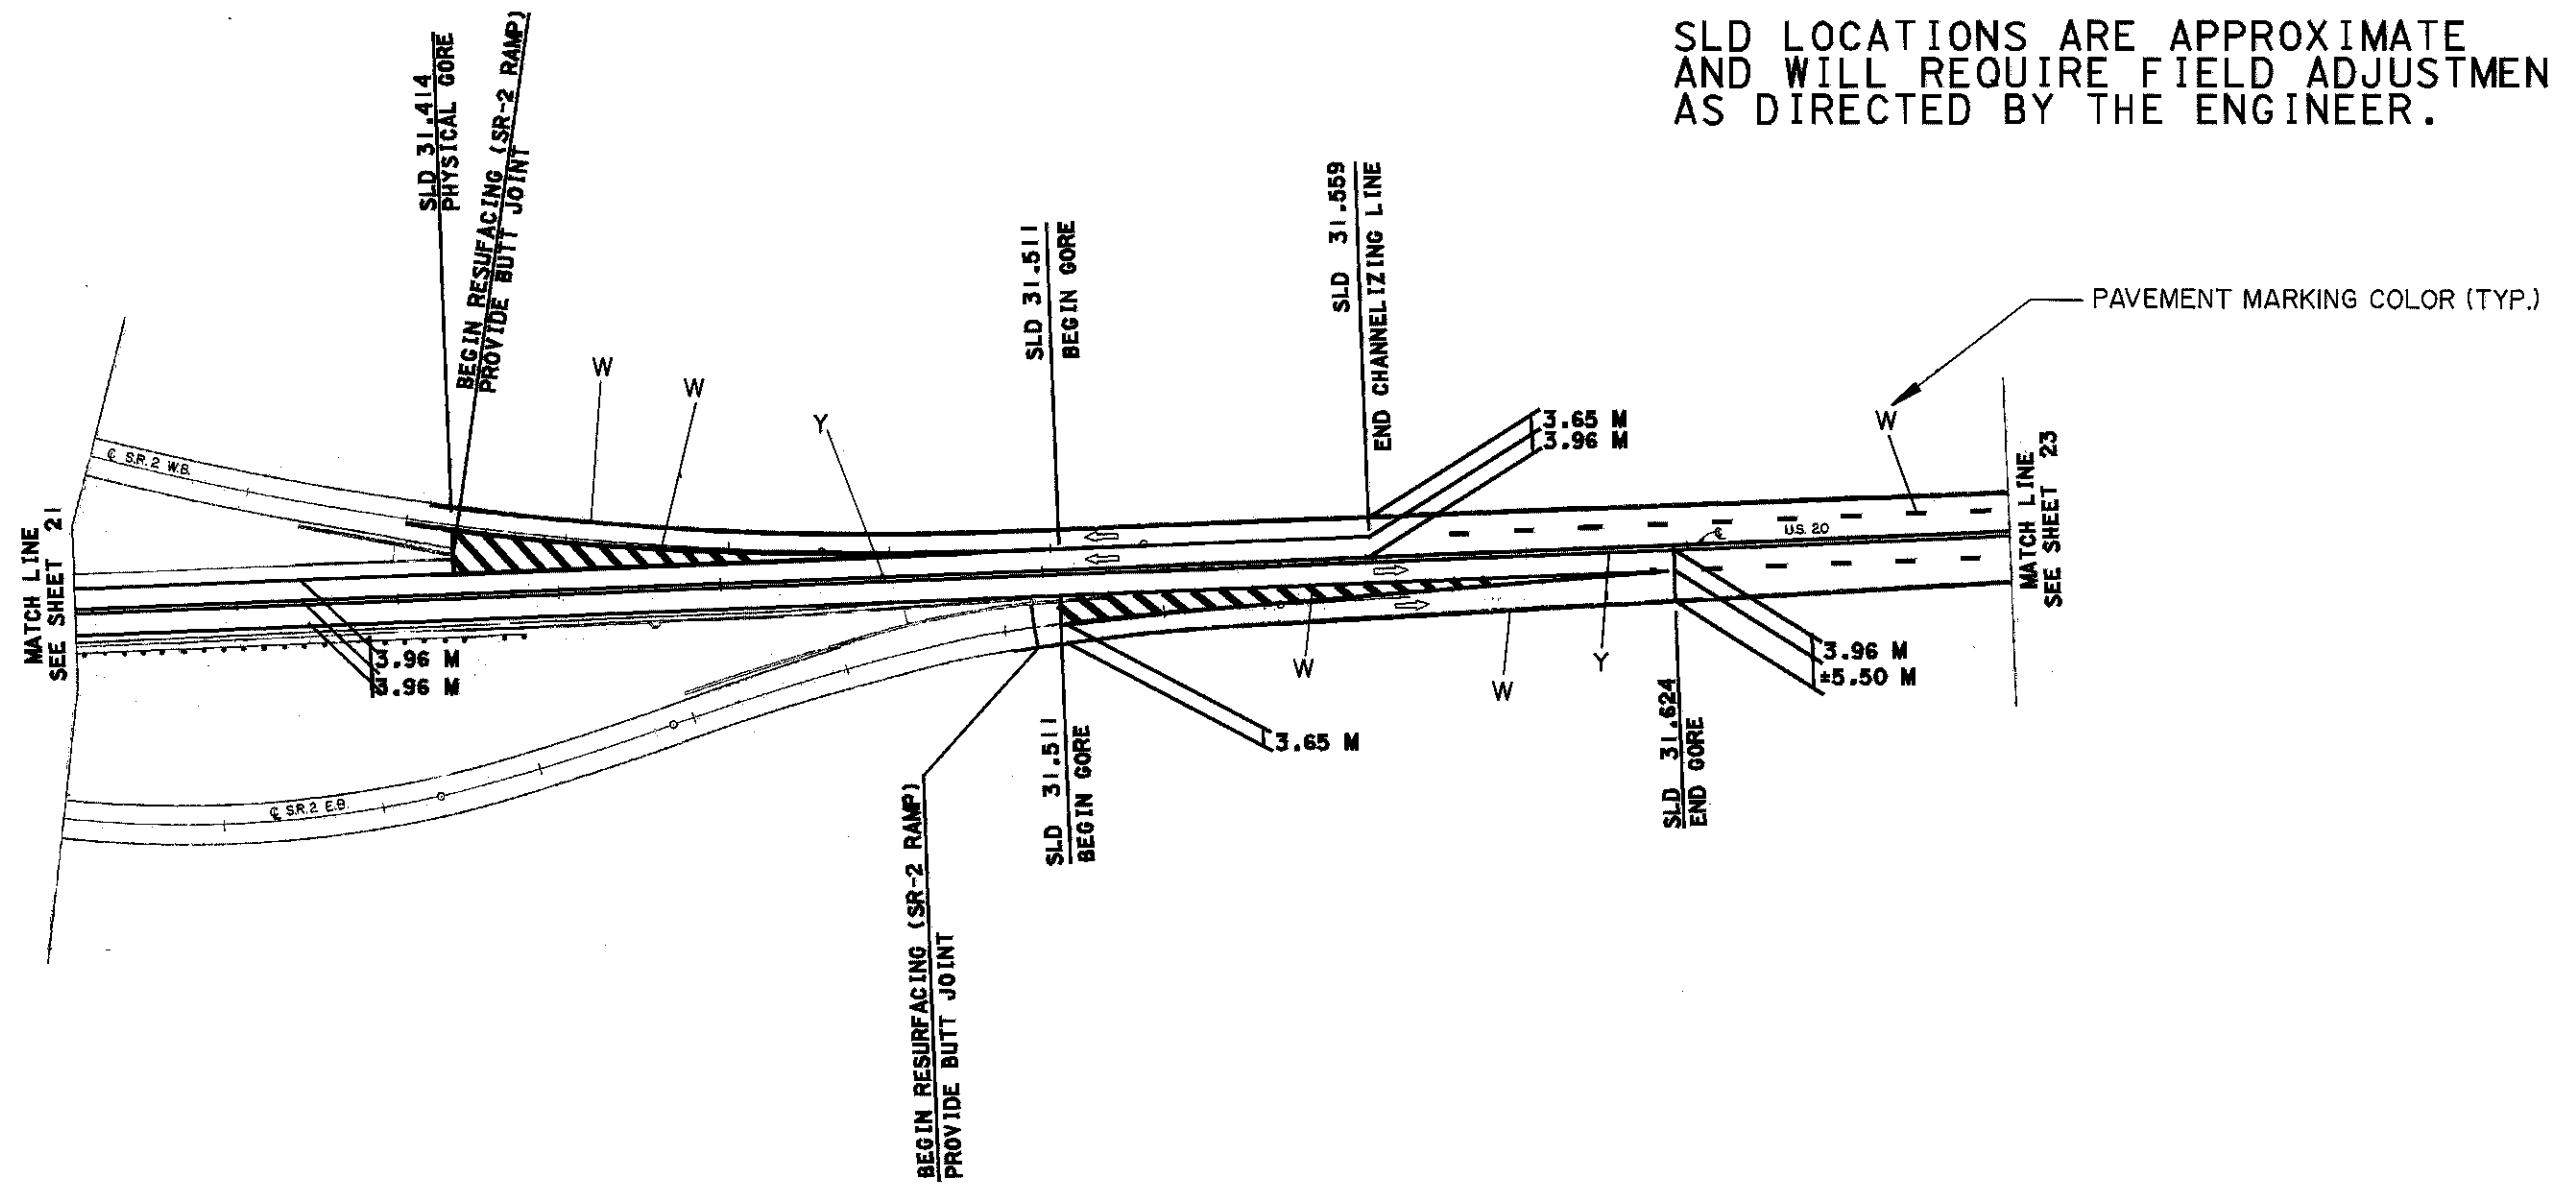 SLD LOCATIONS ARE APPROXIMATE
AND WILL REQUIRE FIELD ADJUSTMEN
AS DIRECTED BY THE ENGINEER.
SLD 31.414
PHYSICAL GORE
BEGIN RESUFACING (SR-2 RAMP)
PROVIDE BUTT JOINT
SLD 31.511
BEGIN GORE
SLD 31.559
END CHANNELIZING LINE
PAVEMENT MARKING COLOR (TYP.)
W
W
Y
3.65 M
3.96 M
W
℄ S.R. 2 W.B.
MATCH LINE
SEE SHEET 21
℄ U.S. 20
MATCH LINE
SEE SHEET 23
3.96 M
3.96 M
W
W
Y
3.96 M
±5.50 M
3.65 M
SLD 31.511
BEGIN GORE
SLD 31.624
END GORE
℄ S.R. 2 E.B.
BEGIN RESURFACING (SR-2 RAMP)
PROVIDE BUTT JOINT